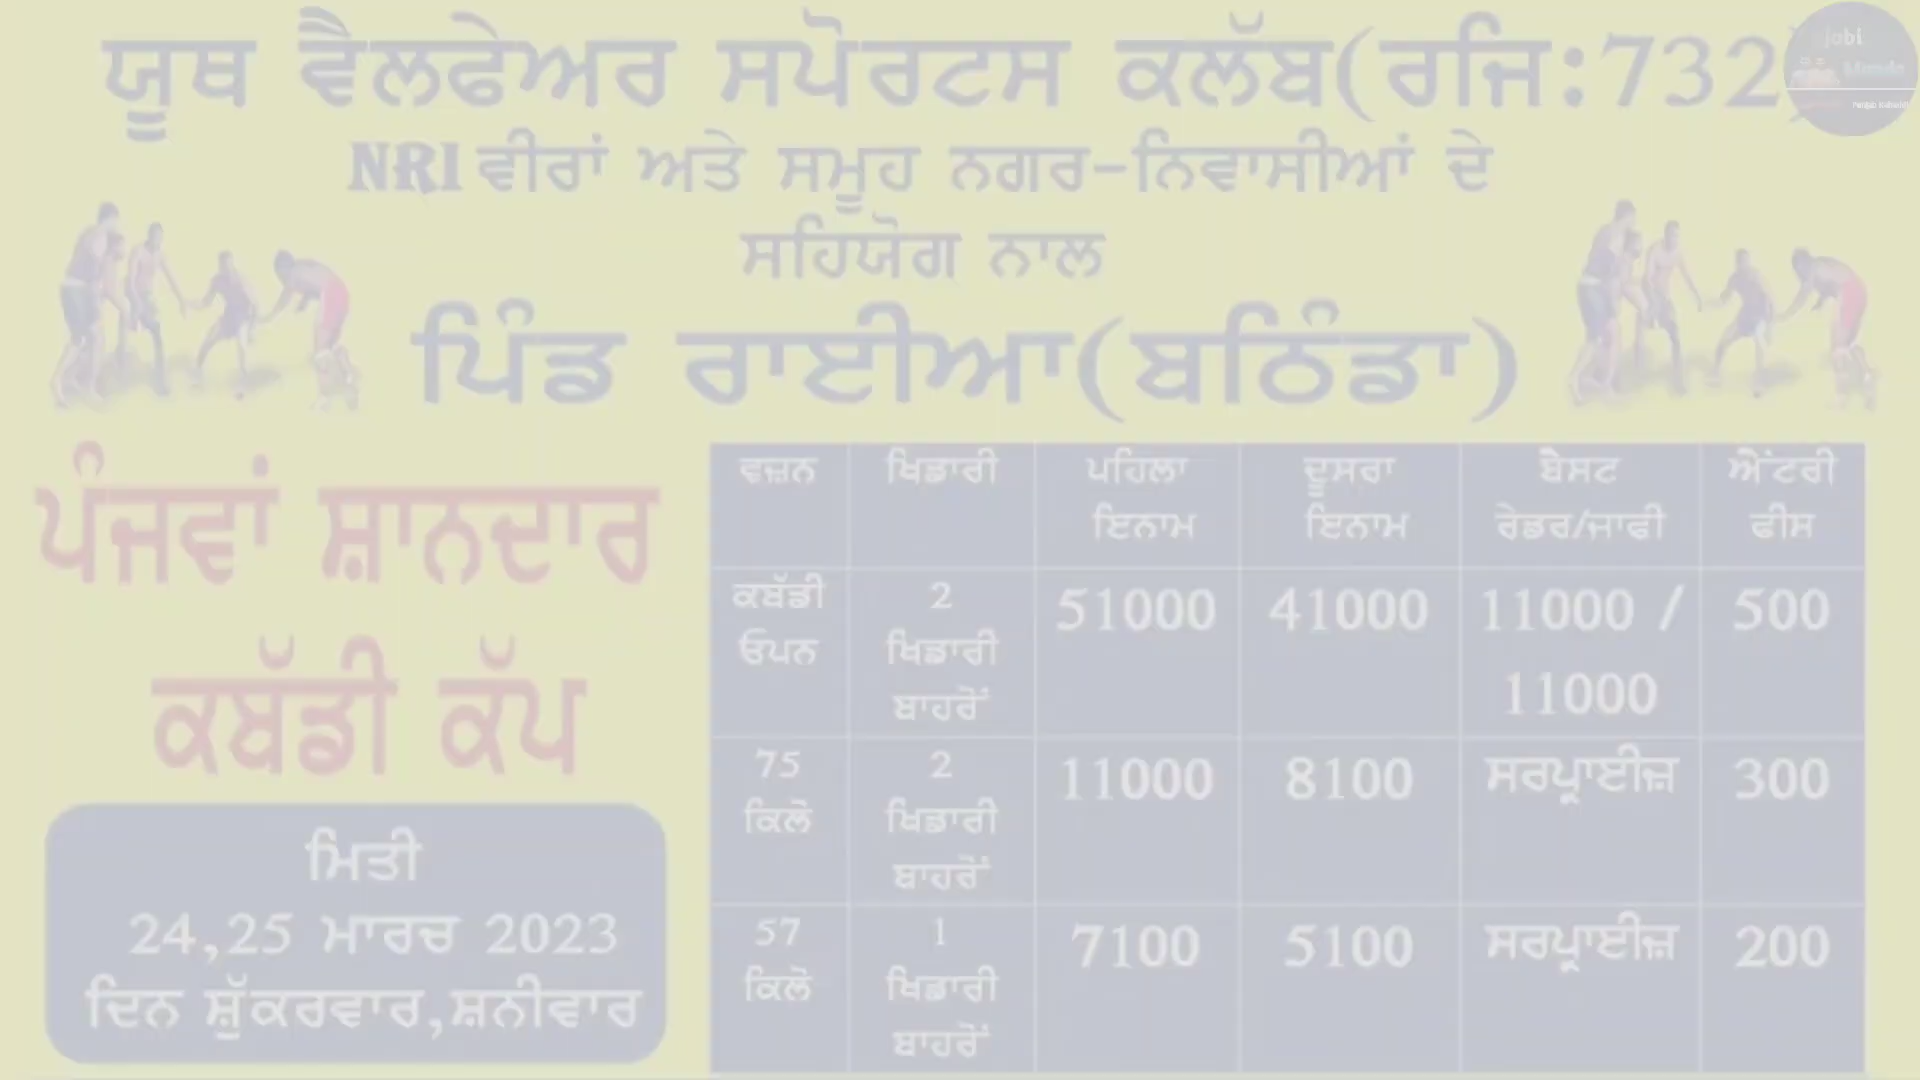 ਯੂਥ ਵੈਲਫੇਅਰ ਸਪੋਰਟਸ ਕਲੱਬ(ਰਜਿ:732)
NRI ਵੀਰਾਂ ਅਤੇ ਸਮੂਹ ਨਗਰ-ਨਿਵਾਸੀਆਂ ਦੇ
ਸਹਿਯੋਗ ਨਾਲ
ਪਿੰਡ ਰਾਈਆ(ਬਠਿੰਡਾ)
ਪੰਜਵਾਂ ਸ਼ਾਨਦਾਰ
ਕਬੱਡੀ ਕੱਪ
ਮਿਤੀ
24,25 ਮਾਰਚ 2023
ਦਿਨ ਸ਼ੁੱਕਰਵਾਰ,ਸ਼ਨੀਵਾਰ
ਵਜ਼ਨ ਖਿਡਾਰੀ ਪਹਿਲਾ ਦੂਸਰਾ ਬੈਸਟ ਐਂਟਰੀ
ਇਨਾਮ ਇਨਾਮ ਰੇਡਰ/ਜਾਫੀ ਫੀਸ
ਕਬੱਡੀ 2 51000 41000 11000 / 500
ਓਪਨ ਖਿਡਾਰੀ 11000
ਬਾਹਰੋਂ
75 2 11000 8100 ਸਰਪ੍ਰਾਈਜ਼ 300
ਕਿਲੋ ਖਿਡਾਰੀ
ਬਾਹਰੋਂ
57 1 7100 5100 ਸਰਪ੍ਰਾਈਜ਼ 200
ਕਿਲੋ ਖਿਡਾਰੀ
ਬਾਹਰੋਂ
jobi